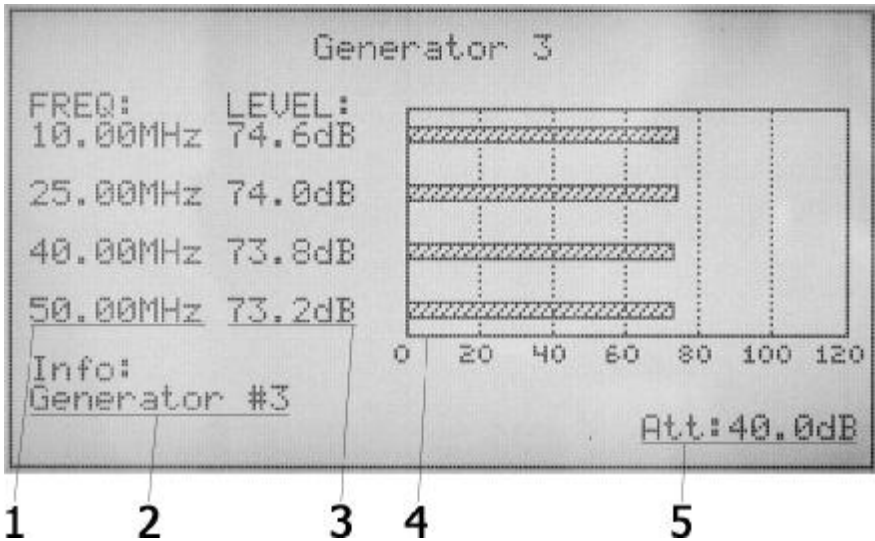 Generator 3
FREQ: LEVEL:
10.00MHz 74.6dB
25.00MHz 74.0dB
40.00MHz 73.8dB
50.00MHz 73.2dB
0 20 40 60 80 100 120
Info:
Generator #3
Att:40.0dB
1 2 3 4 5